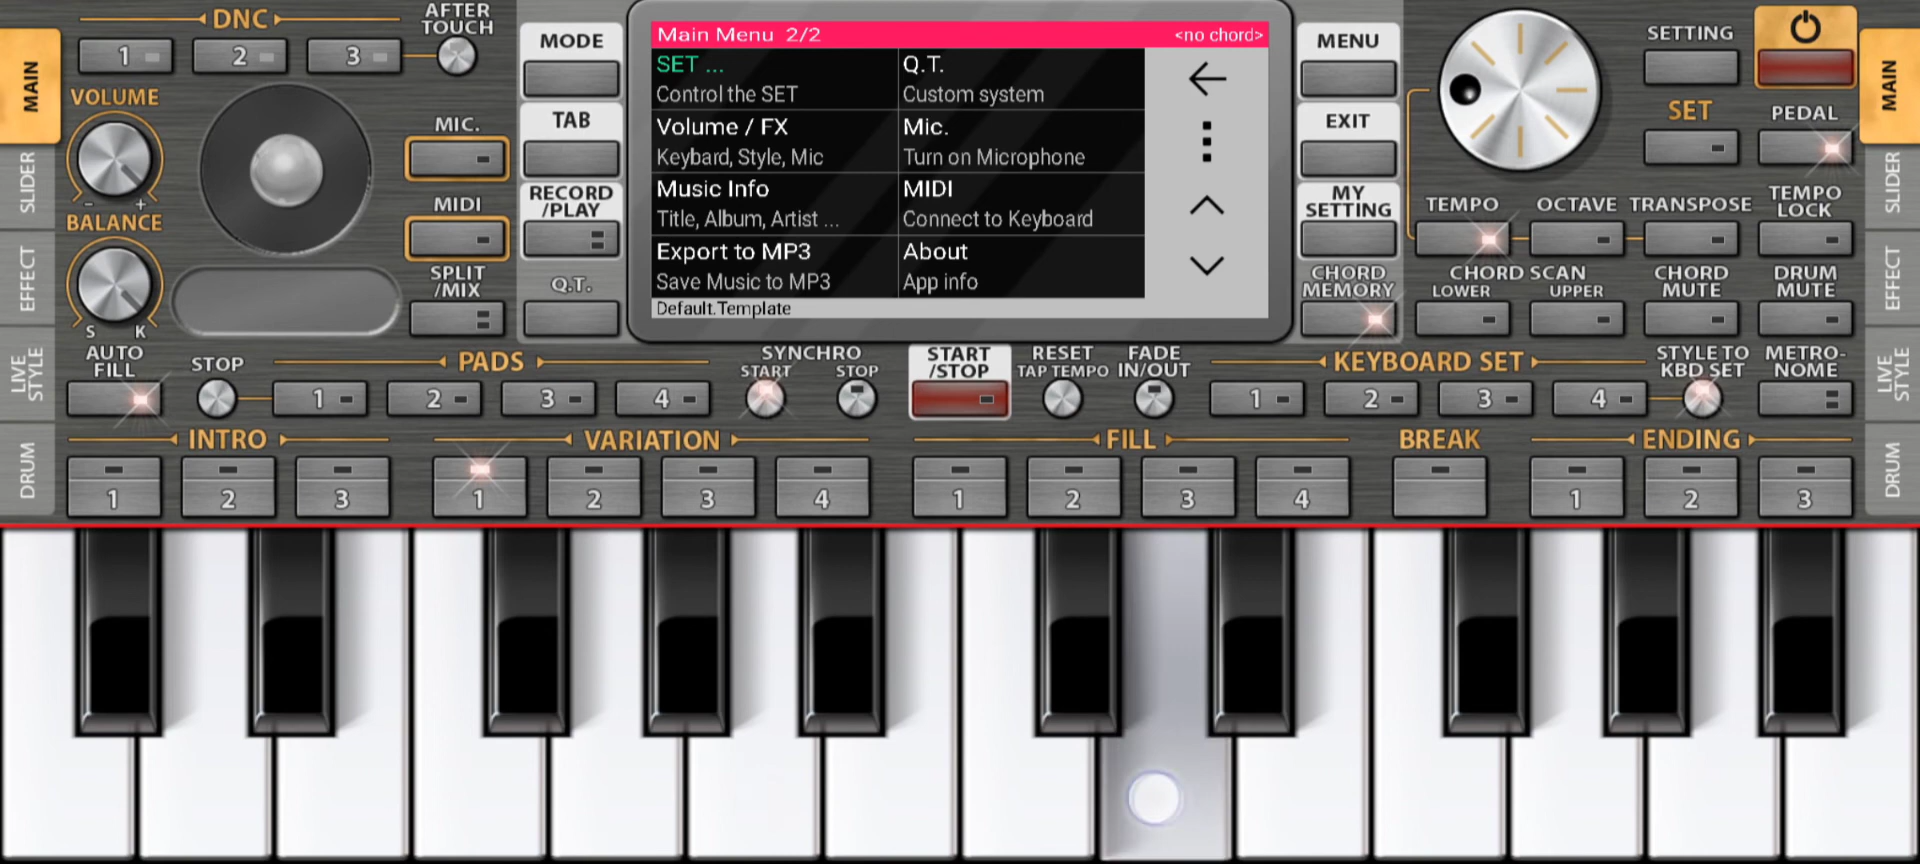 DNC
1
2
3
AFTER
TOUCH
VOLUME
- +
BALANCE
S K
MIC.
MIDI
SPLIT
/MIX
MODE
TAB
RECORD
/PLAY
Q.T.
Main Menu 2/2 <no chord>
SET ...
Control the SET
Q.T.
Custom system
Volume / FX
Keybard, Style, Mic
Mic.
Turn on Microphone
Music Info
Title, Album, Artist ...
MIDI
Connect to Keyboard
Export to MP3
Save Music to MP3
About
App info
Default.Template
MENU
EXIT
MY
SETTING
CHORD
MEMORY
SETTING
SET
PEDAL
TEMPO
OCTAVE
TRANSPOSE
TEMPO
LOCK
CHORD SCAN
LOWER UPPER
CHORD
MUTE
DRUM
MUTE
MAIN
SLIDER
EFFECT
LIVE
STYLE
DRUM
MAIN
SLIDER
EFFECT
LIVE
STYLE
DRUM
AUTO
FILL
STOP
PADS
1
2
3
4
SYNCHRO
START STOP
START
/STOP
RESET
TAP TEMPO
FADE
IN/OUT
KEYBOARD SET
1
2
3
4
STYLE TO
KBD SET
METRO-
NOME
INTRO
1
2
3
VARIATION
1
2
3
4
FILL
1
2
3
4
BREAK
ENDING
1
2
3